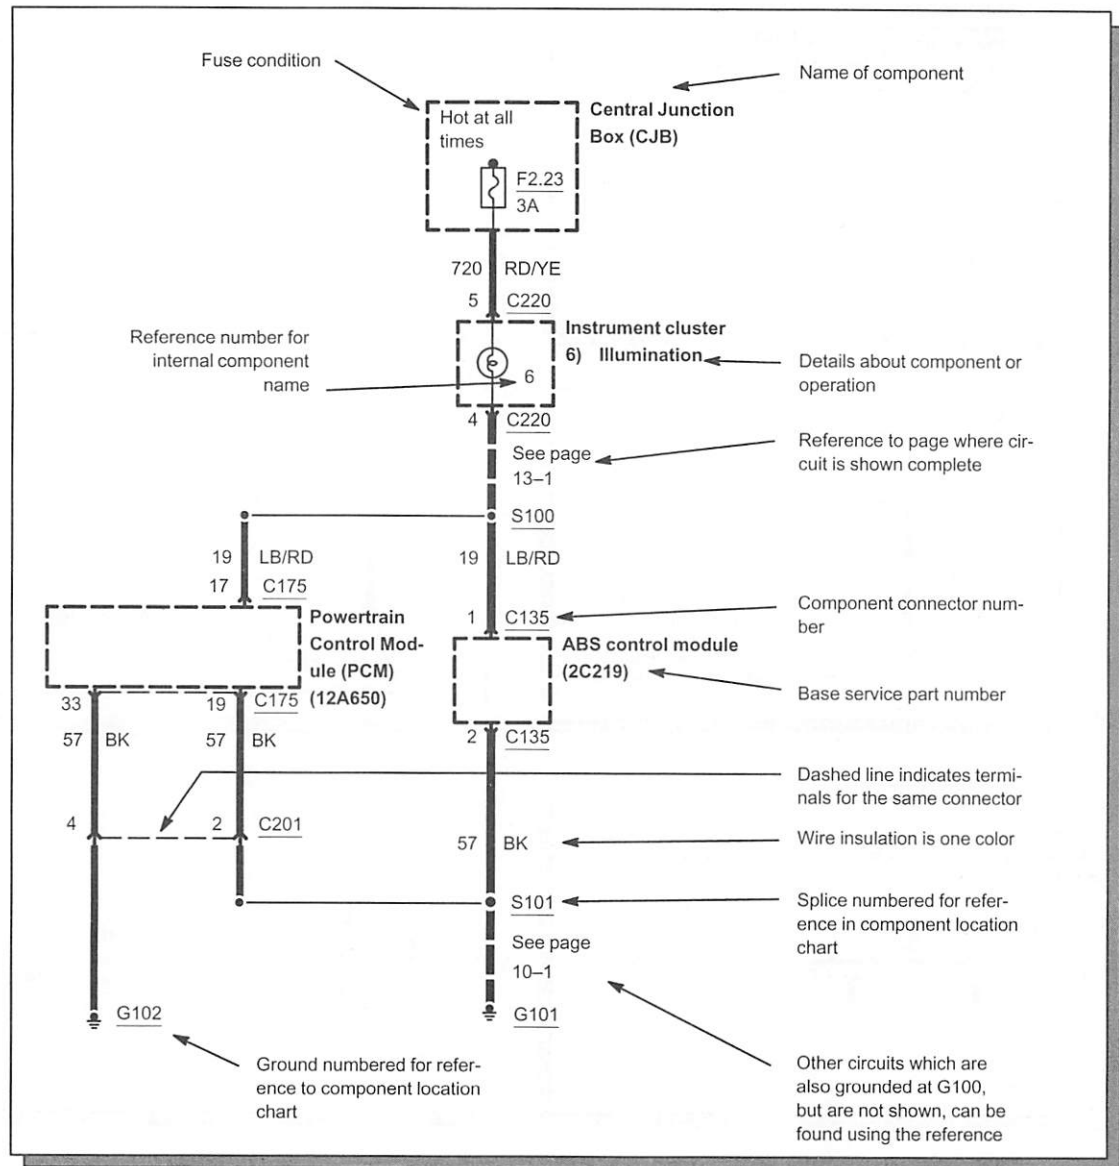 Fuse condition
Name of component
Hot at all
times
Central Junction
Box (CJB)
F2.23
3A
720 RD/YE
5 C220
Reference number for
internal component
name
Instrument cluster
6) Illumination
6
Details about component or
operation
4 C220
See page
13–1
Reference to page where cir-
cuit is shown complete
S100
19 LB/RD
19 LB/RD
17 C175
Powertrain
Control Mod-
ule (PCM)
(12A650)
1 C135
Component connector num-
ber
ABS control module
(2C219)
Base service part number
33
19 C175
2 C135
57 BK
57 BK
Dashed line indicates termi-
nals for the same connector
4
2 C201
57 BK
Wire insulation is one color
S101
Splice numbered for refer-
ence in component location
chart
See page
10–1
G102
G101
Ground numbered for refer-
ence to component location
chart
Other circuits which are
also grounded at G100,
but are not shown, can be
found using the reference